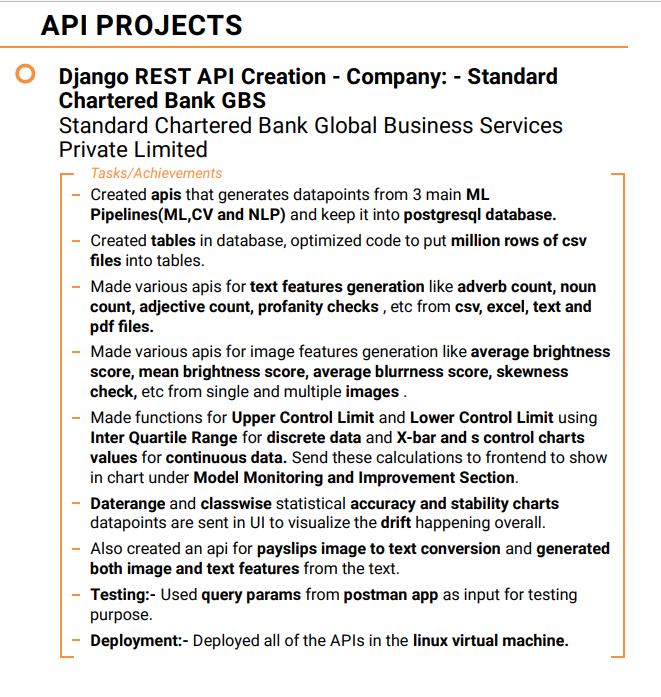 API PROJECTS
Django REST API Creation - Company: - Standard
Chartered Bank GBS
Standard Chartered Bank Global Business Services
Private Limited
Tasks/Achievements
– Created apis that generates datapoints from 3 main ML
Pipelines(ML,CV and NLP) and keep it into postgresql database.
– Created tables in database, optimized code to put million rows of csv
files into tables.
– Made various apis for text features generation like adverb count, noun
count, adjective count, profanity checks , etc from csv, excel, text and
pdf files.
– Made various apis for image features generation like average brightness
score, mean brightness score, average blurrness score, skewness
check, etc from single and multiple images .
– Made functions for Upper Control Limit and Lower Control Limit using
Inter Quartile Range for discrete data and X-bar and s control charts
values for continuous data. Send these calculations to frontend to show
in chart under Model Monitoring and Improvement Section.
– Daterange and classwise statistical accuracy and stability charts
datapoints are sent in UI to visualize the drift happening overall.
– Also created an api for payslips image to text conversion and generated
both image and text features from the text.
– Testing:- Used query params from postman app as input for testing
purpose.
– Deployment:- Deployed all of the APIs in the linux virtual machine.